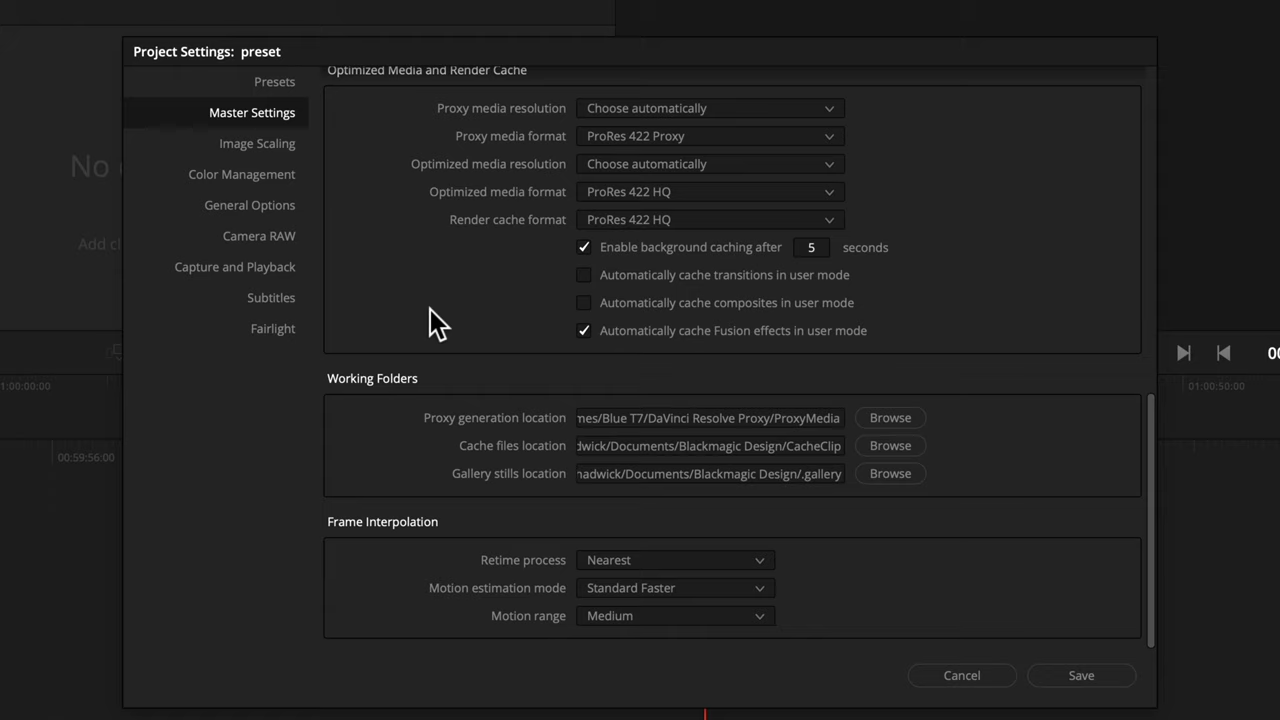 Project Settings: preset
Presets
Master Settings
Image Scaling
Color Management
General Options
Camera RAW
Capture and Playback
Subtitles
Fairlight
Optimized Media and Render Cache
Proxy media resolution Choose automatically
Proxy media format ProRes 422 Proxy
Optimized media resolution Choose automatically
Optimized media format ProRes 422 HQ
Render cache format ProRes 422 HQ
Enable background caching after 5 seconds
Automatically cache transitions in user mode
Automatically cache composites in user mode
Automatically cache Fusion effects in user mode
Working Folders
Proxy generation location mes/Blue T7/DaVinci Resolve Proxy/ProxyMedia Browse
Cache files location dwick/Documents/Blackmagic Design/CacheClip Browse
Gallery stills location hadwick/Documents/Blackmagic Design/.gallery Browse
Frame Interpolation
Retime process Nearest
Motion estimation mode Standard Faster
Motion range Medium
Cancel Save
No
Add cl
1:00:00:00
00:59:56:00
00
01:00:50:00